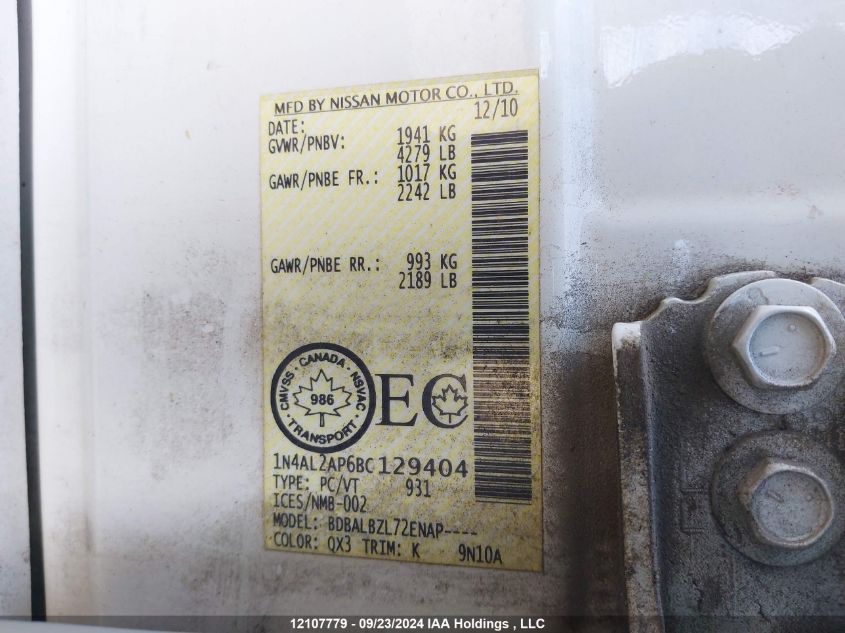 MFD BY NISSAN MOTOR CO., LTD.
DATE: 12/10
GVWR/PNBV: 1941 KG
4279 LB
GAWR/PNBE FR.: 1017 KG
2242 LB
GAWR/PNBE RR.: 993 KG
2189 LB
CMVSS · CANADA · NSVAC
986
· TRANSPORT ·
EC
1N4AL2AP6BC129404
TYPE: PC/VT 931
ICES/NMB-002
MODEL: BDBALBZL72ENAP----
COLOR: QX3 TRIM: K 9N10A
12107779 - 09/23/2024 IAA Holdings , LLC